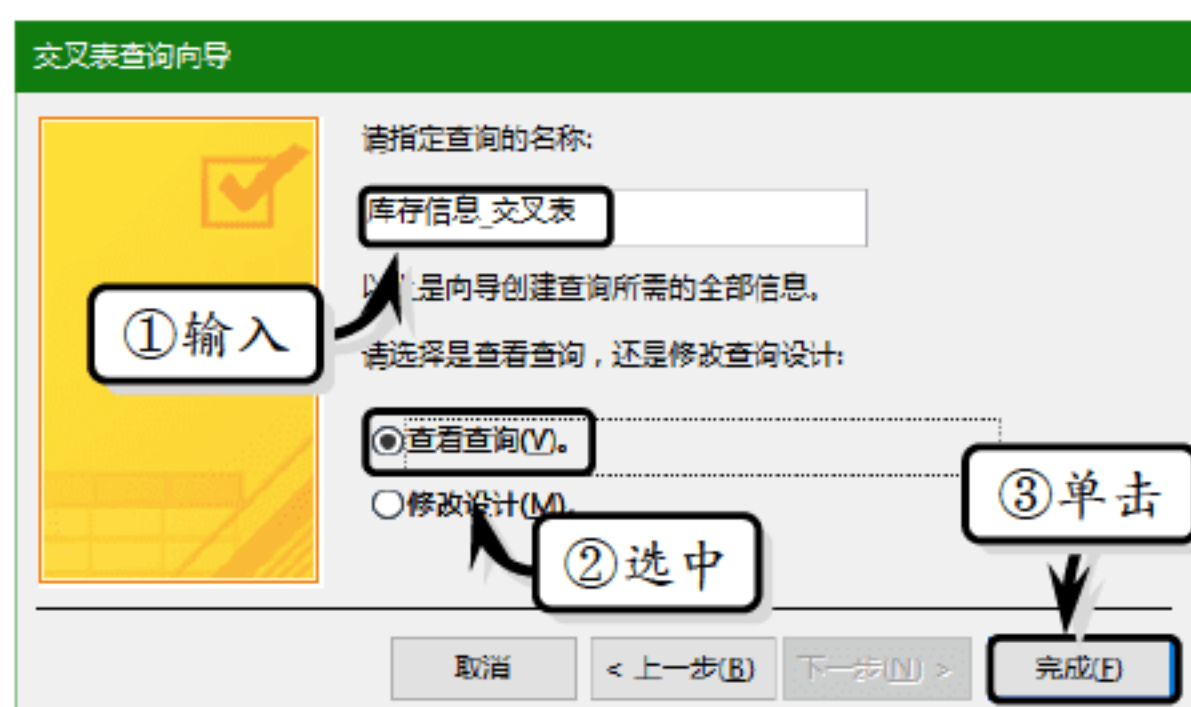 交叉表查询向导
请指定查询的名称:
库存信息_交叉表
以上是向导创建查询所需的全部信息。
①输入
请选择是查看查询，还是修改查询设计:
查看查询(V)。
修改设计(M)。
③单击
②选中
取消
< 上一步(B)
下一步(N) >
完成(F)